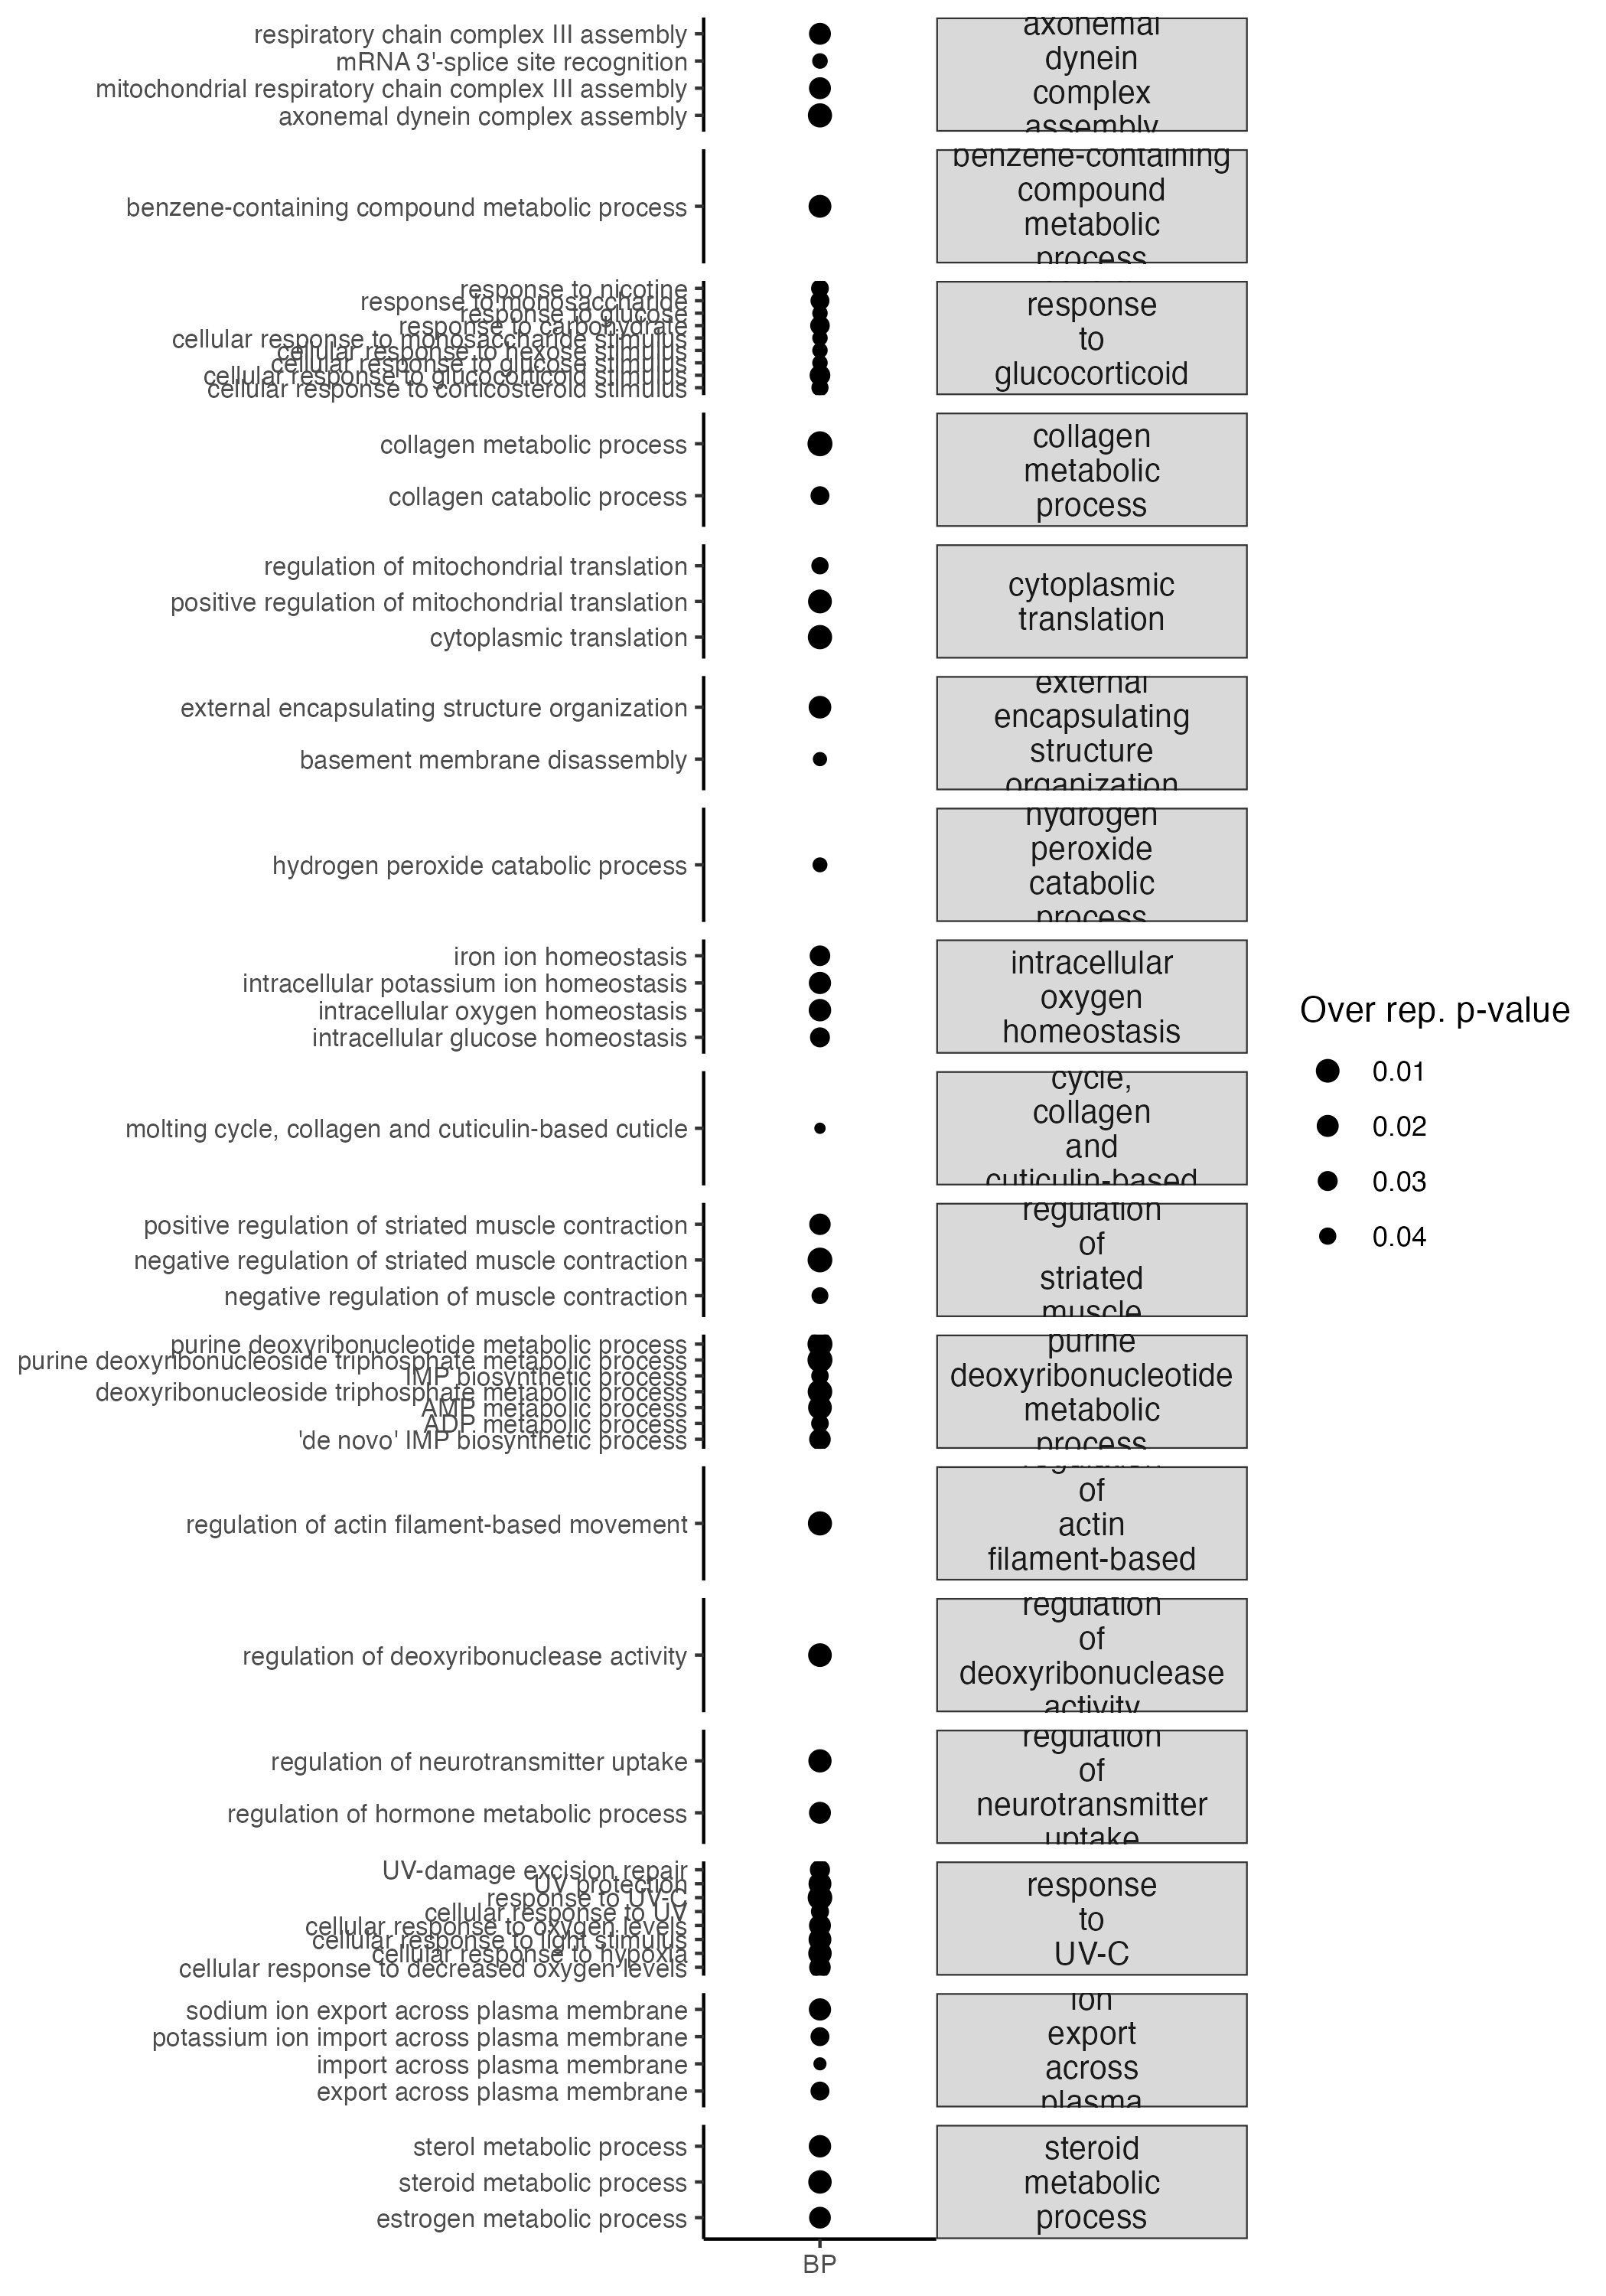 respiratory chain complex III assembly
mRNA 3'-splice site recognition
mitochondrial respiratory chain complex III assembly
axonemal dynein complex assembly
axonemal
dynein
complex
assembly
benzene-containing compound metabolic process
benzene-containing
compound
metabolic
process
response to nicotine
response to monosaccharide
response to glucose
response to carbohydrate
cellular response to monosaccharide stimulus
cellular response to hexose stimulus
cellular response to glucose stimulus
cellular response to glucocorticoid stimulus
cellular response to corticosteroid stimulus
response
to
glucocorticoid
collagen metabolic process
collagen catabolic process
collagen
metabolic
process
regulation of mitochondrial translation
positive regulation of mitochondrial translation
cytoplasmic translation
cytoplasmic
translation
external encapsulating structure organization
basement membrane disassembly
external
encapsulating
structure
organization
hydrogen peroxide catabolic process
hydrogen
peroxide
catabolic
process
iron ion homeostasis
intracellular potassium ion homeostasis
intracellular oxygen homeostasis
intracellular glucose homeostasis
intracellular
oxygen
homeostasis
molting cycle, collagen and cuticulin-based cuticle
cycle,
collagen
and
cuticulin-based
positive regulation of striated muscle contraction
negative regulation of striated muscle contraction
negative regulation of muscle contraction
regulation
of
striated
muscle
purine deoxyribonucleotide metabolic process
purine deoxyribonucleoside triphosphate metabolic process
IMP biosynthetic process
deoxyribonucleoside triphosphate metabolic process
AMP metabolic process
ADP metabolic process
'de novo' IMP biosynthetic process
purine
deoxyribonucleotide
metabolic
process
regulation of actin filament-based movement
regulation
of
actin
filament-based
regulation of deoxyribonuclease activity
regulation
of
deoxyribonuclease
activity
regulation of neurotransmitter uptake
regulation of hormone metabolic process
regulation
of
neurotransmitter
uptake
UV-damage excision repair
UV protection
response to UV-C
cellular response to UV
cellular response to oxygen levels
cellular response to light stimulus
cellular response to hypoxia
cellular response to decreased oxygen levels
response
to
UV-C
sodium ion export across plasma membrane
potassium ion import across plasma membrane
import across plasma membrane
export across plasma membrane
ion
export
across
plasma
sterol metabolic process
steroid metabolic process
estrogen metabolic process
steroid
metabolic
process
BP
Over rep. p-value
0.01
0.02
0.03
0.04